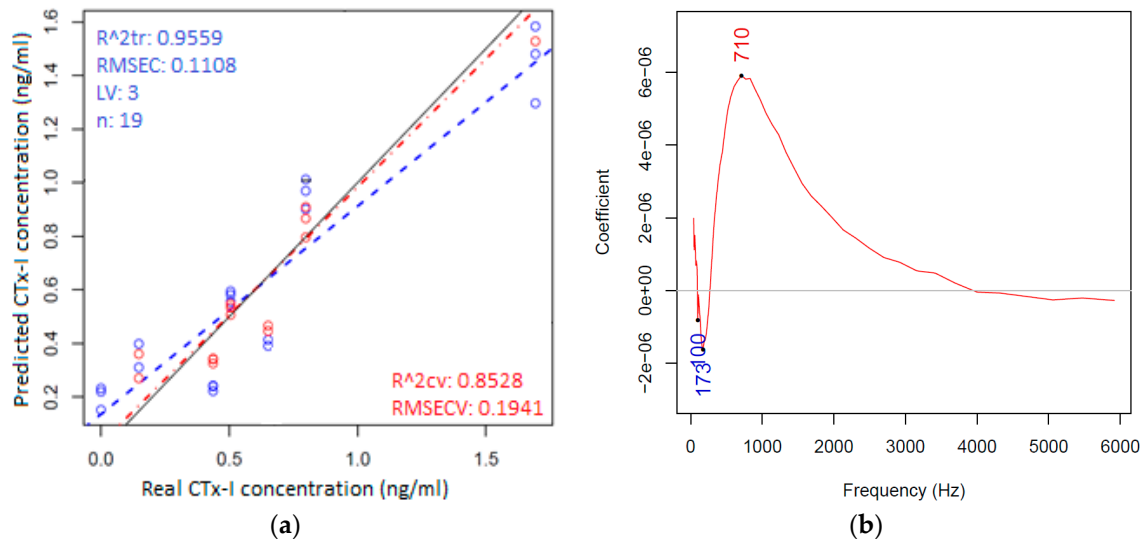 R^2tr: 0.9559
RMSEC: 0.1108
LV: 3
n: 19
R^2cv: 0.8528
RMSECV: 0.1941
Predicted CTx-I concentration (ng/ml)
1.6
1.4
1.2
1.0
0.8
0.6
0.4
0.2
0.0
0.5
1.0
1.5
Real CTx-I concentration (ng/ml)
(a)
710
100
173
Coefficient
6e-06
4e-06
2e-06
0e+00
-2e-06
0
1000
2000
3000
4000
5000
6000
Frequency (Hz)
(b)